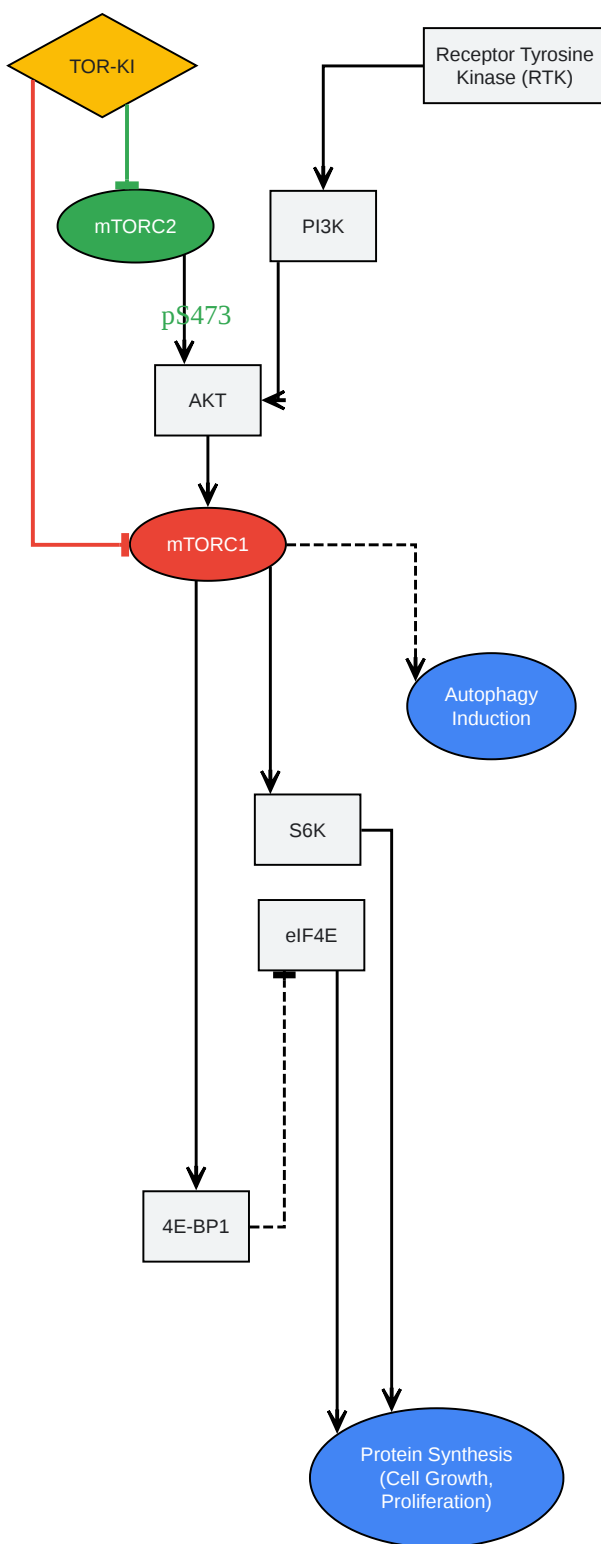 TOR-KI
Receptor Tyrosine
Kinase (RTK)
mTORC2
PI3K
pS473
AKT
mTORC1
Autophagy
Induction
S6K
eIF4E
4E-BP1
Protein Synthesis
(Cell Growth,
Proliferation)